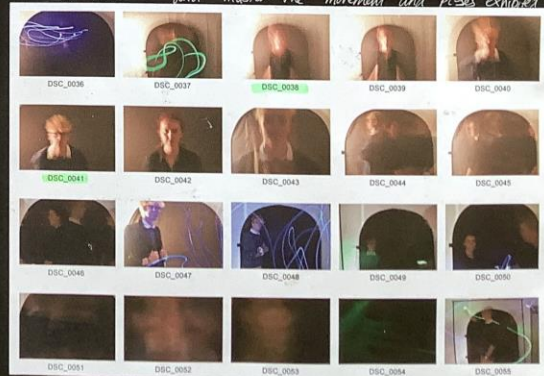 the movement and poses exhibited
DSC_0036 DSC_0037 DSC_0038 DSC_0039 DSC_0040
DSC_0041 DSC_0042 DSC_0043 DSC_0044 DSC_0045
DSC_0046 DSC_0047 DSC_0048 DSC_0049 DSC_0050
DSC_0051 DSC_0052 DSC_0053 DSC_0054 DSC_0055